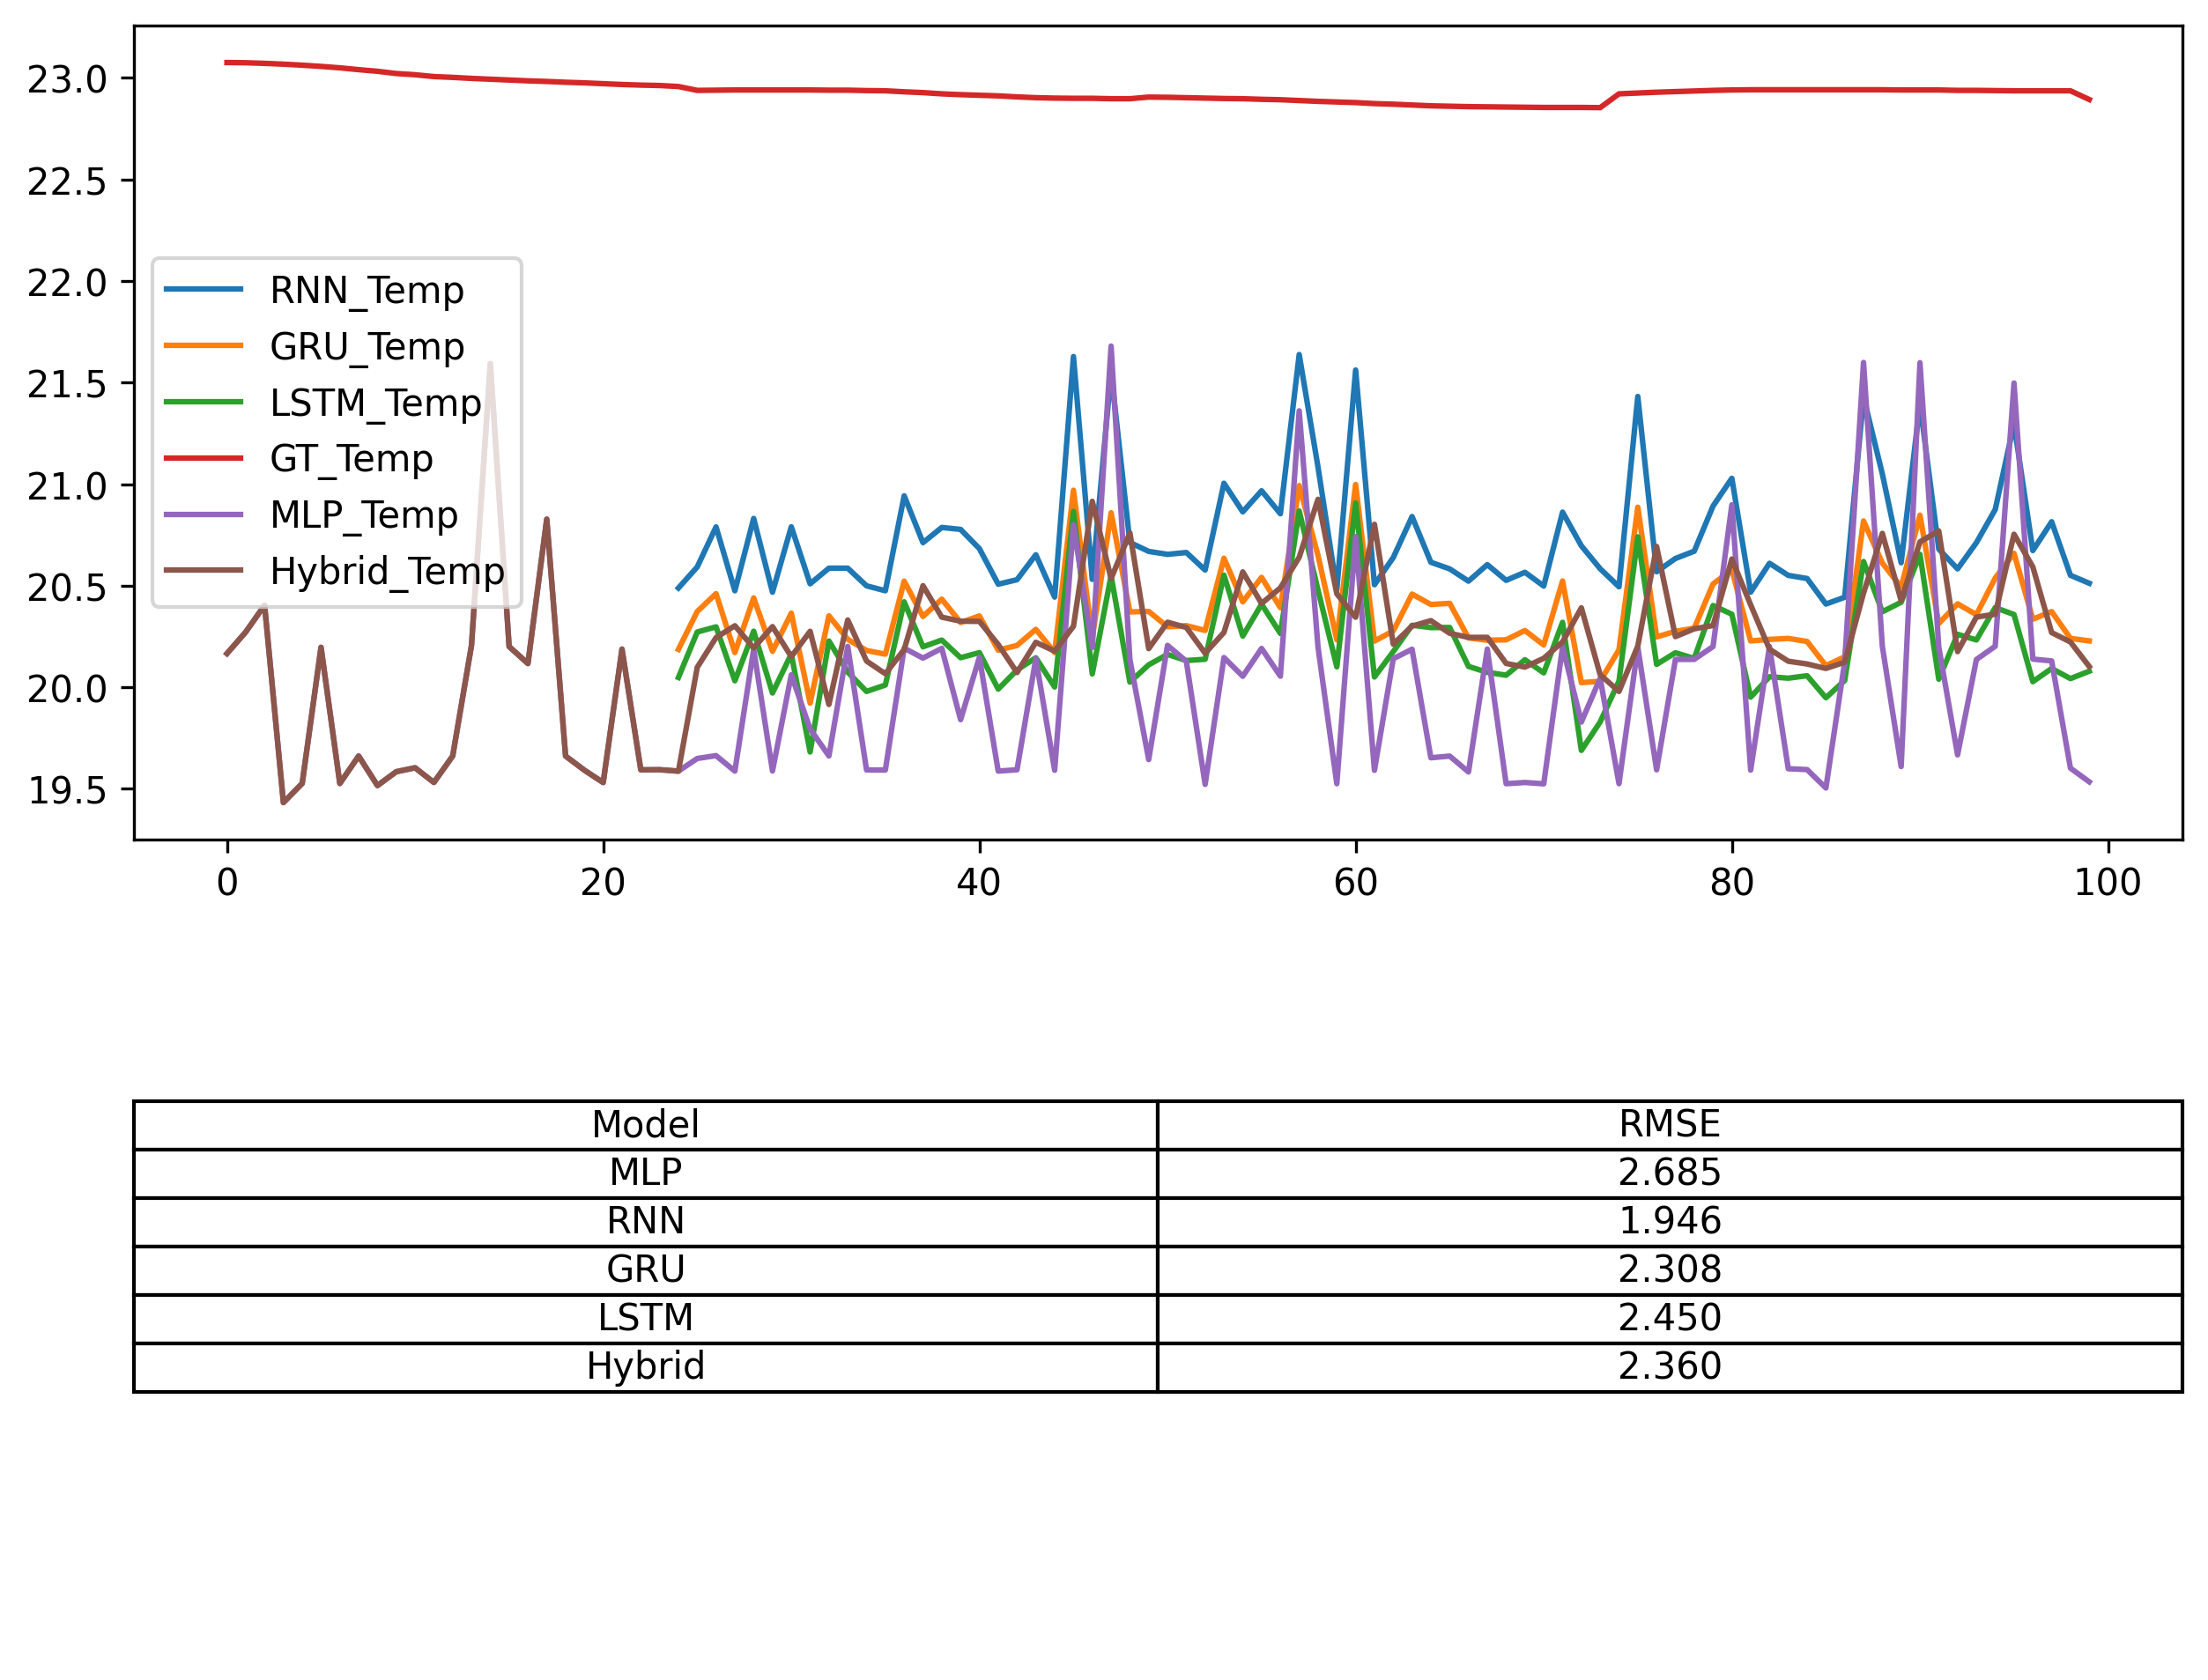 23.0
22.5
22.0
21.5
21.0
20.5
20.0
19.5
RNN_Temp
GRU_Temp
LSTM_Temp
GT_Temp
MLP_Temp
Hybrid_Temp
0 20 40 60 80 100
Model RMSE
MLP 2.685
RNN 1.946
GRU 2.308
LSTM 2.450
Hybrid 2.360